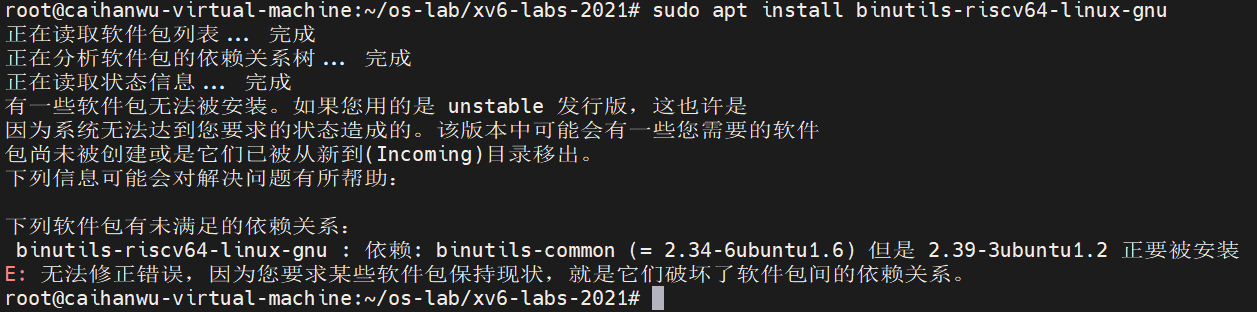 root@caihanwu-virtual-machine:~/os-lab/xv6-labs-2021# sudo apt install binutils-riscv64-linux-gnu
正在读取软件包列表... 完成
正在分析软件包的依赖关系树... 完成
正在读取状态信息... 完成
有一些软件包无法被安装。如果您用的是 unstable 发行版，这也许是
因为系统无法达到您要求的状态造成的。该版本中可能会有一些您需要的软件
包尚未被创建或是它们已被从新到(Incoming)目录移出。
下列信息可能会对解决问题有所帮助：
下列软件包有未满足的依赖关系：
 binutils-riscv64-linux-gnu : 依赖: binutils-common (= 2.34-6ubuntu1.6) 但是 2.39-3ubuntu1.2 正要被安装
E: 无法修正错误，因为您要求某些软件包保持现状，就是它们破坏了软件包间的依赖关系。
root@caihanwu-virtual-machine:~/os-lab/xv6-labs-2021#